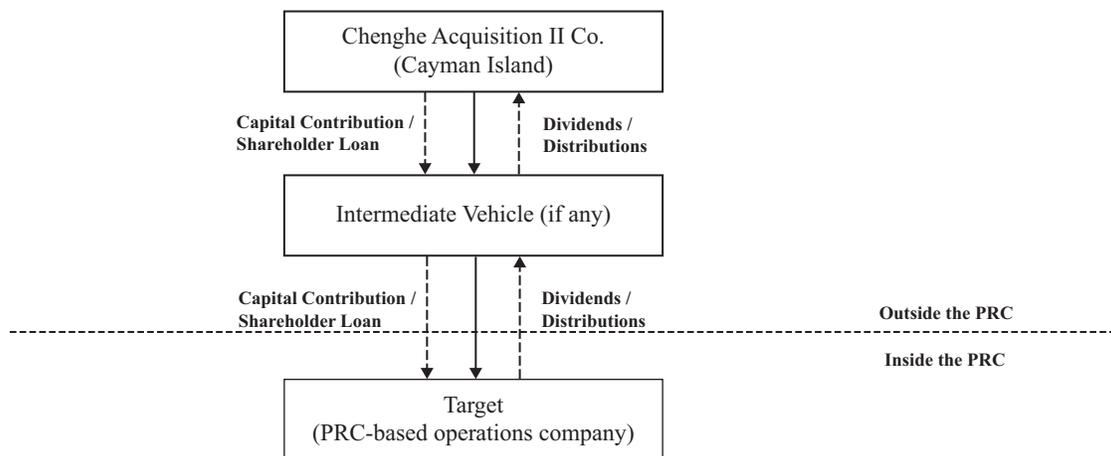 Chenghe Acquisition II Co.
(Cayman Island)
Capital Contribution /
Shareholder Loan
Dividends /
Distributions
Intermediate Vehicle (if any)
Capital Contribution /
Shareholder Loan
Dividends /
Distributions
Outside the PRC
Inside the PRC
Target
(PRC-based operations company)